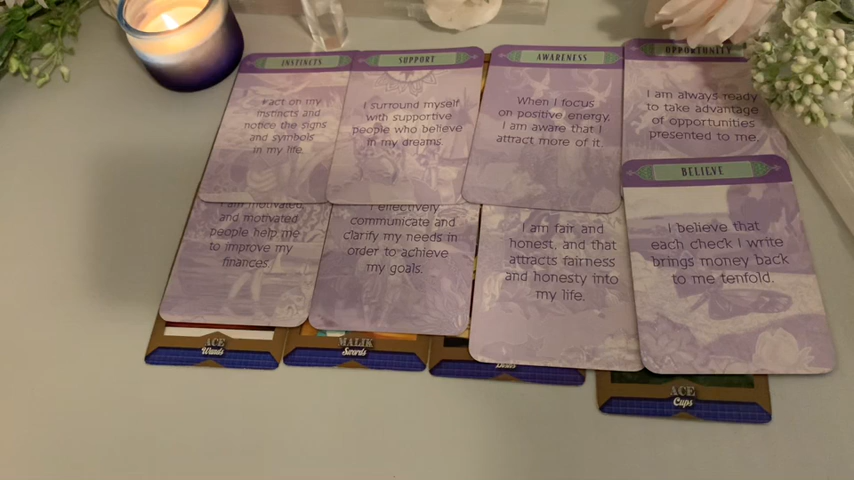 INSTINCTS
I act on my
instincts and
notice the signs
and symbols
in my life.
SUPPORT
I surround myself
with supportive
people who believe
in my dreams.
AWARENESS
When I focus
on positive energy,
I am aware that I
attract more of it.
OPPORTUNITY
I am always ready
to take advantage
of opportunities
presented to me.
I am motivated,
and motivated
people help me
to improve my
finances.
I effectively
communicate and
clarify my needs in
order to achieve
my goals.
I am fair and
honest, and that
attracts fairness
and honesty into
my life.
BELIEVE
I believe that
each check I write
brings money back
to me tenfold.
ACE
Wands
MALIK
Swords
ACE
Cups